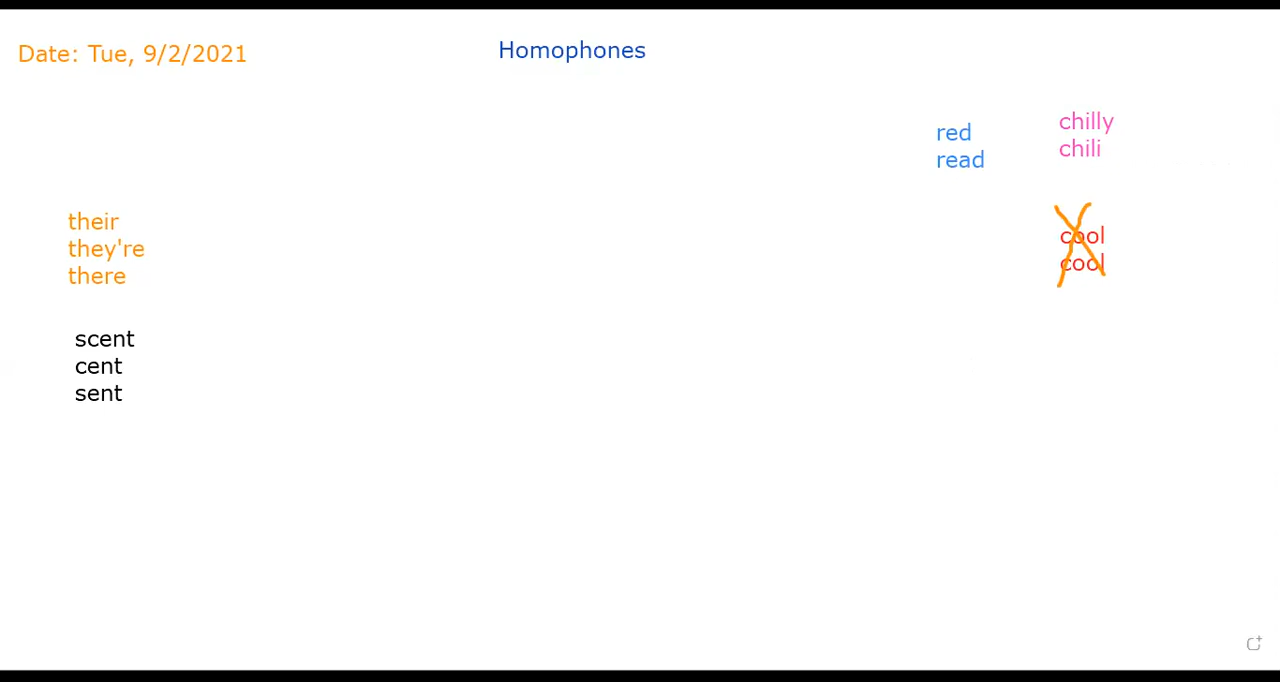 Date: Tue, 9/2/2021
Homophones
red
read
chilly
chili
their
they're
there
cool
cool
scent
cent
sent